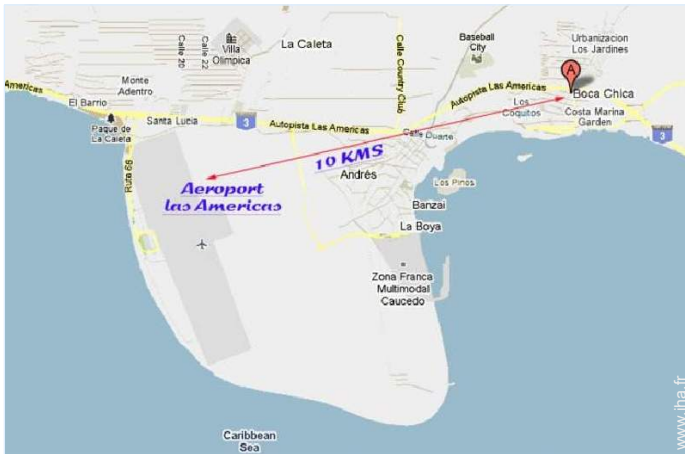 Calle 20
Calle 22
Villa
Olimpica
La Caleta
Calle Country Club
Baseball
City
Urbanizacion
Los Jardines
Americas
Monte
Adentro
El Barrio
Paque de
La Caleta
Santa Lucia
3
Autopista Las Americas
Autopista Las Americas
A
Boca Chica
Los
Coquitos
Costa Marina
Garden
3
Calle Duarte
10 KMS
Andrés
Aeroport
las Americas
Ruta 66
Los Pinos
Banzai
La Boya
Zona Franca
Multimodal
Caucedo
Caribbean
Sea
www.iha.fr